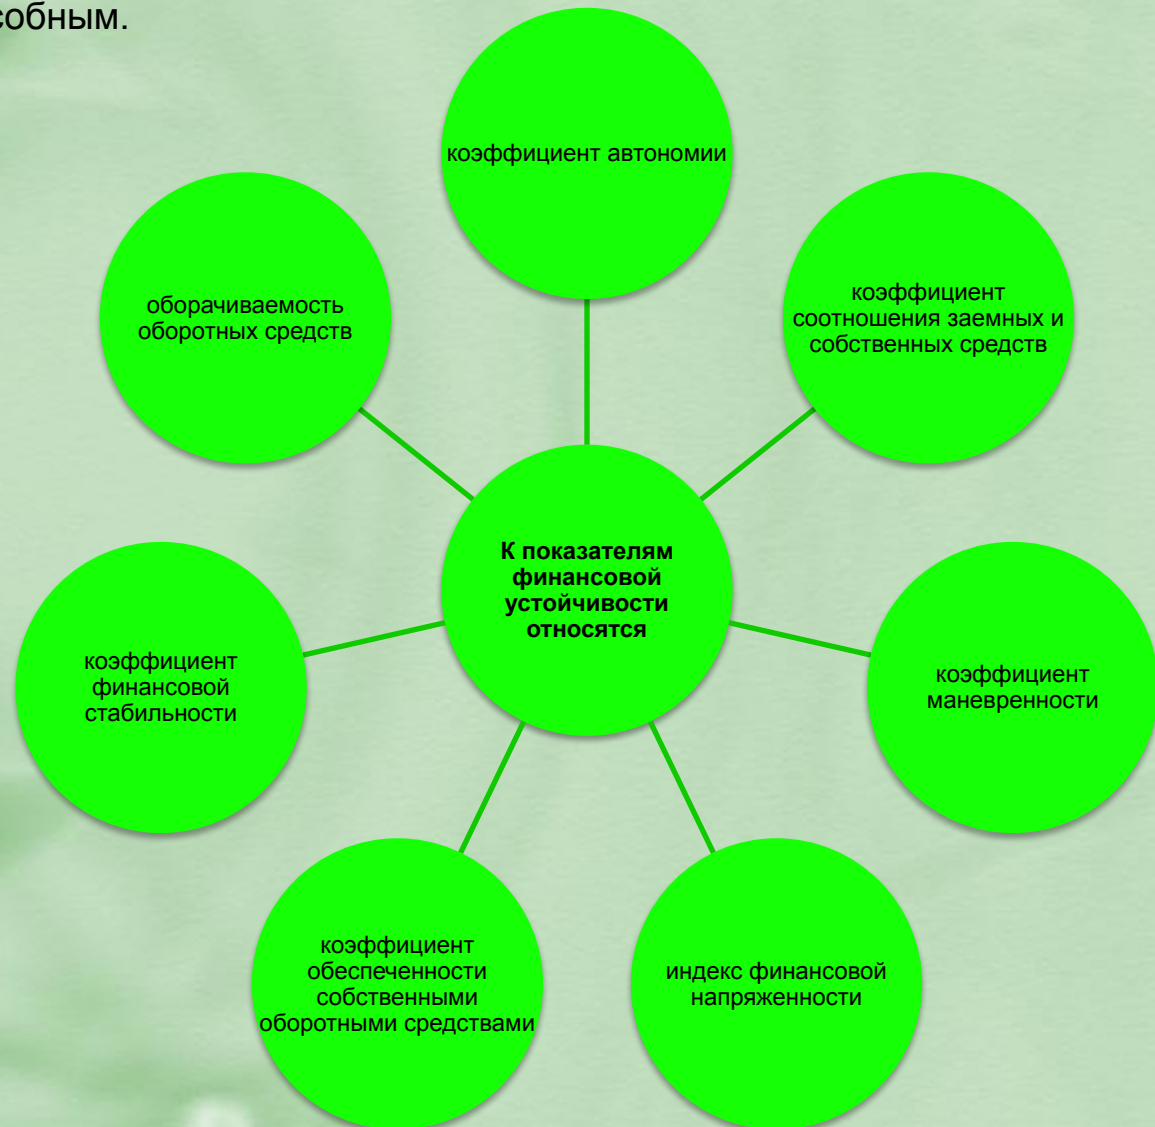 коэффициент автономии
коэффициент
соотношения заемных и
собственных средств
коэффициент
маневренности
индекс финансовой
напряженности
коэффициент
обеспеченности
собственными
оборотными средствами
коэффициент
финансовой
стабильности
оборачиваемость
оборотных средств
К показателям
финансовой
устойчивости
относятся